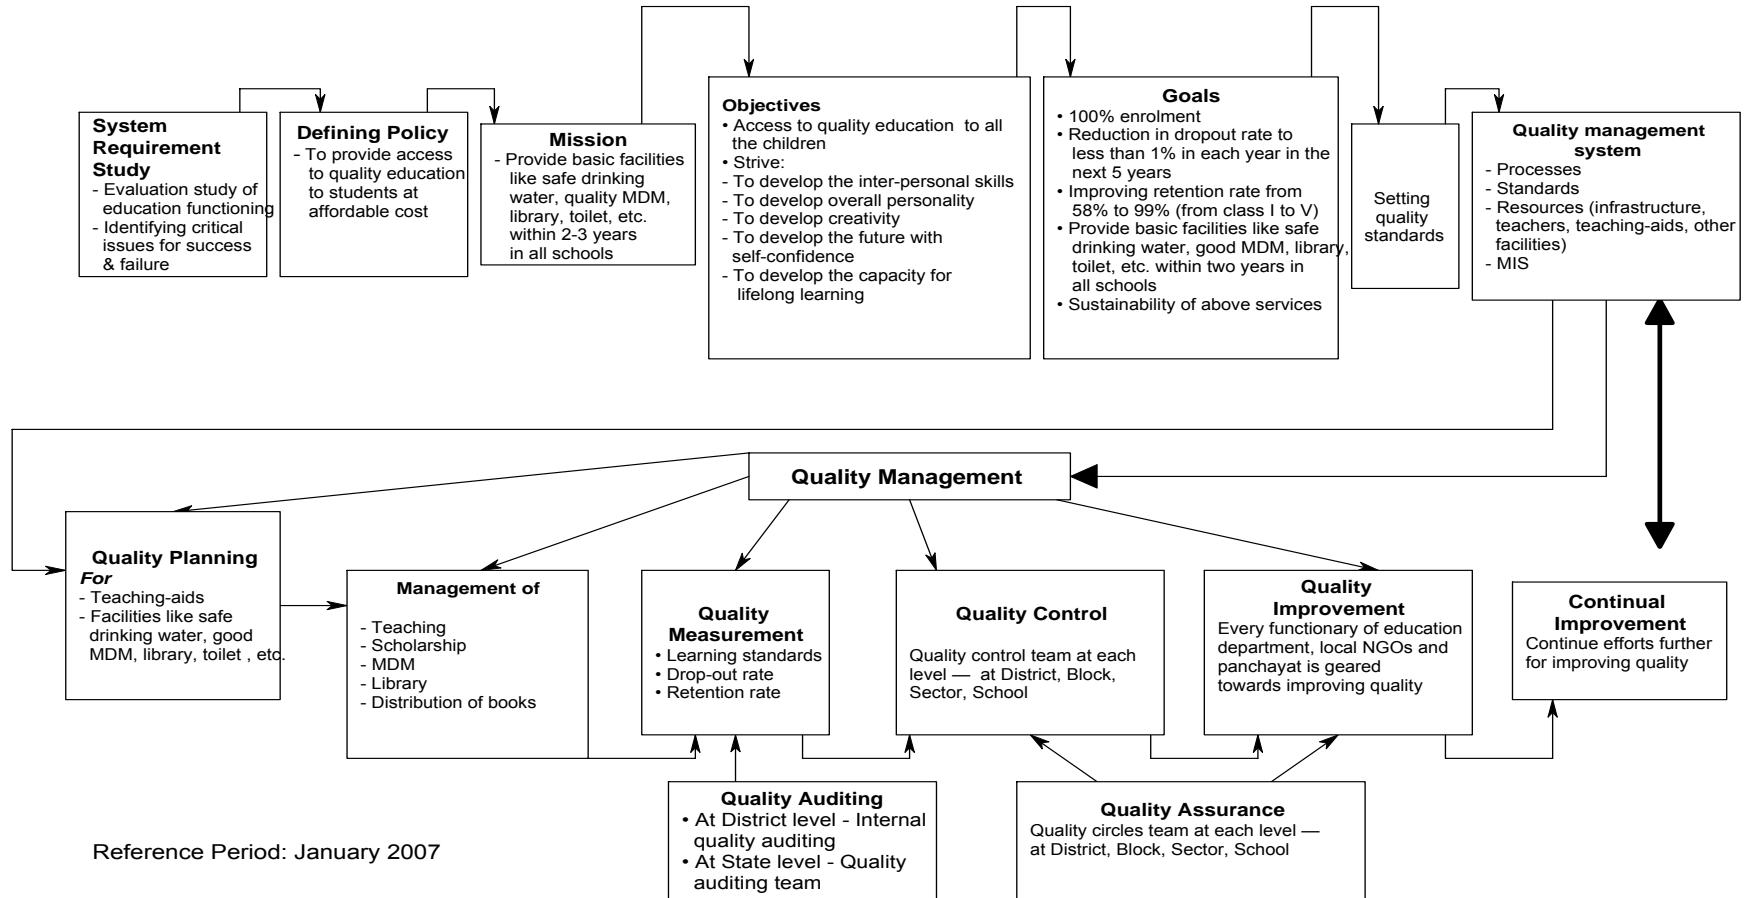 System
Requirement
Study
- Evaluation study of
education functioning
- Identifying critical
issues for success
& failure
Defining Policy
- To provide access
to quality education
to students at
affordable cost
Mission
- Provide basic facilities
like safe drinking
water, quality MDM,
library, toilet, etc.
within 2-3 years
in all schools
Objectives
• Access to quality education to all
the children
• Strive:
- To develop the inter-personal skills
- To develop overall personality
- To develop creativity
- To develop the future with
self-confidence
- To develop the capacity for
lifelong learning
Goals
• 100% enrolment
• Reduction in dropout rate to
less than 1% in each year in the
next 5 years
• Improving retention rate from
58% to 99% (from class I to V)
• Provide basic facilities like safe
drinking water, good MDM, library,
toilet, etc. within two years in
all schools
• Sustainability of above services
Setting
quality
standards
Quality management
system
- Processes
- Standards
- Resources (infrastructure,
teachers, teaching-aids, other
facilities)
- MIS
Quality Management
Quality Planning
For
- Teaching-aids
- Facilities like safe
drinking water, good
MDM, library, toilet , etc.
Management of
- Teaching
- Scholarship
- MDM
- Library
- Distribution of books
Quality
Measurement
• Learning standards
• Drop-out rate
• Retention rate
Quality Control
Quality control team at each
level — at District, Block,
Sector, School
Quality
Improvement
Every functionary of education
department, local NGOs and
panchayat is geared
towards improving quality
Continual
Improvement
Continue efforts further
for improving quality
Quality Auditing
• At District level - Internal
quality auditing
• At State level - Quality
auditing team
Quality Assurance
Quality circles team at each level —
at District, Block, Sector, School
Reference Period: January 2007